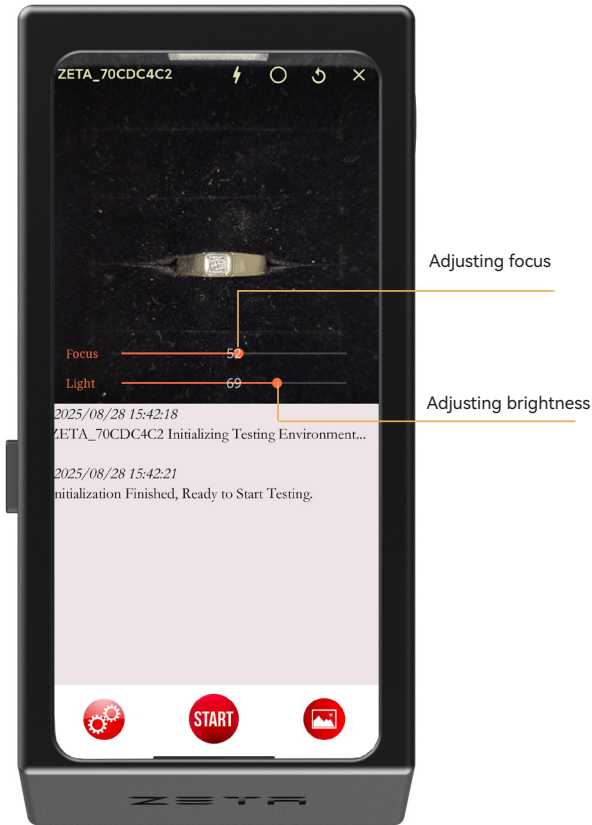 ZETA_70CDC4C2
Adjusting focus
Focus 52
Light 69
Adjusting brightness
2025/08/28 15:42:18
ZETA_70CDC4C2 Initializing Testing Environment...
2025/08/28 15:42:21
nitialization Finished, Ready to Start Testing.
START
ZETA